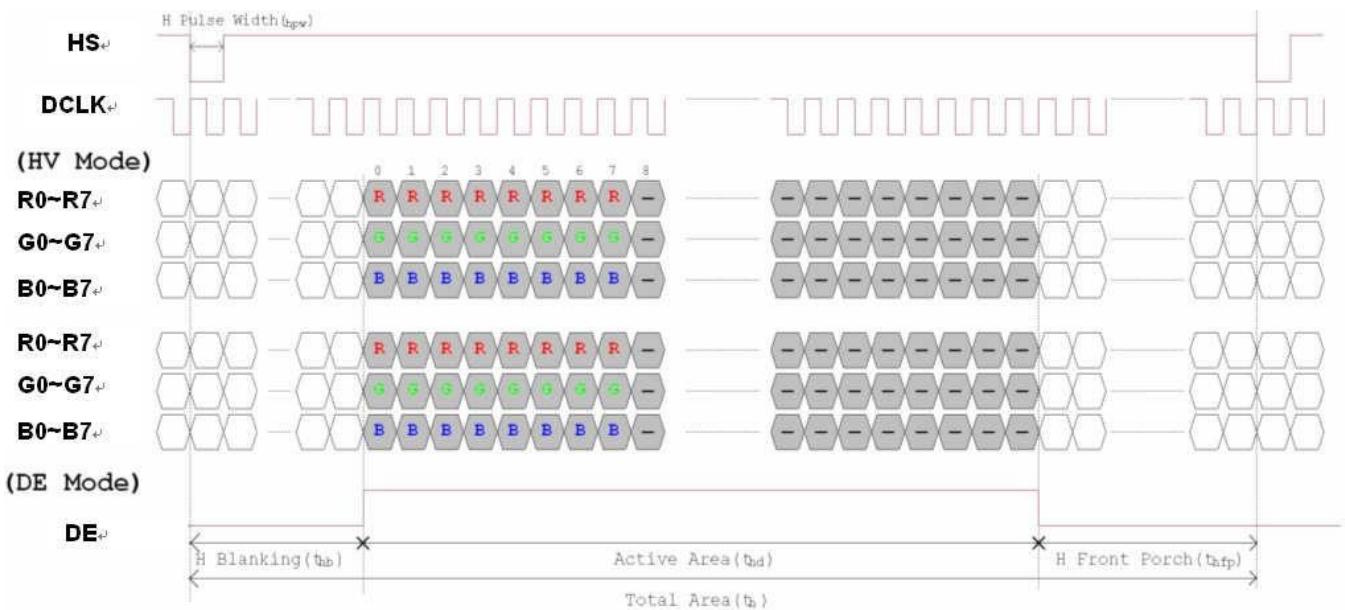 H Pulse Width(thpw)
HS
DCLK
(HV Mode)
0 1 2 3 4 5 6 7 8
R0~R7 R R R R R R R R – – – – – – – – –
G0~G7 G G G G G G G G – – – – – – – – –
B0~B7 B B B B B B B B – – – – – – – – –
R0~R7 R R R R R R R R – – – – – – – – –
G0~G7 G G G G G G G G – – – – – – – – –
B0~B7 B B B B B B B B – – – – – – – – –
(DE Mode)
DE
H Blanking(thb) Active Area(thd) H Front Porch(thfp)
Total Area(th)